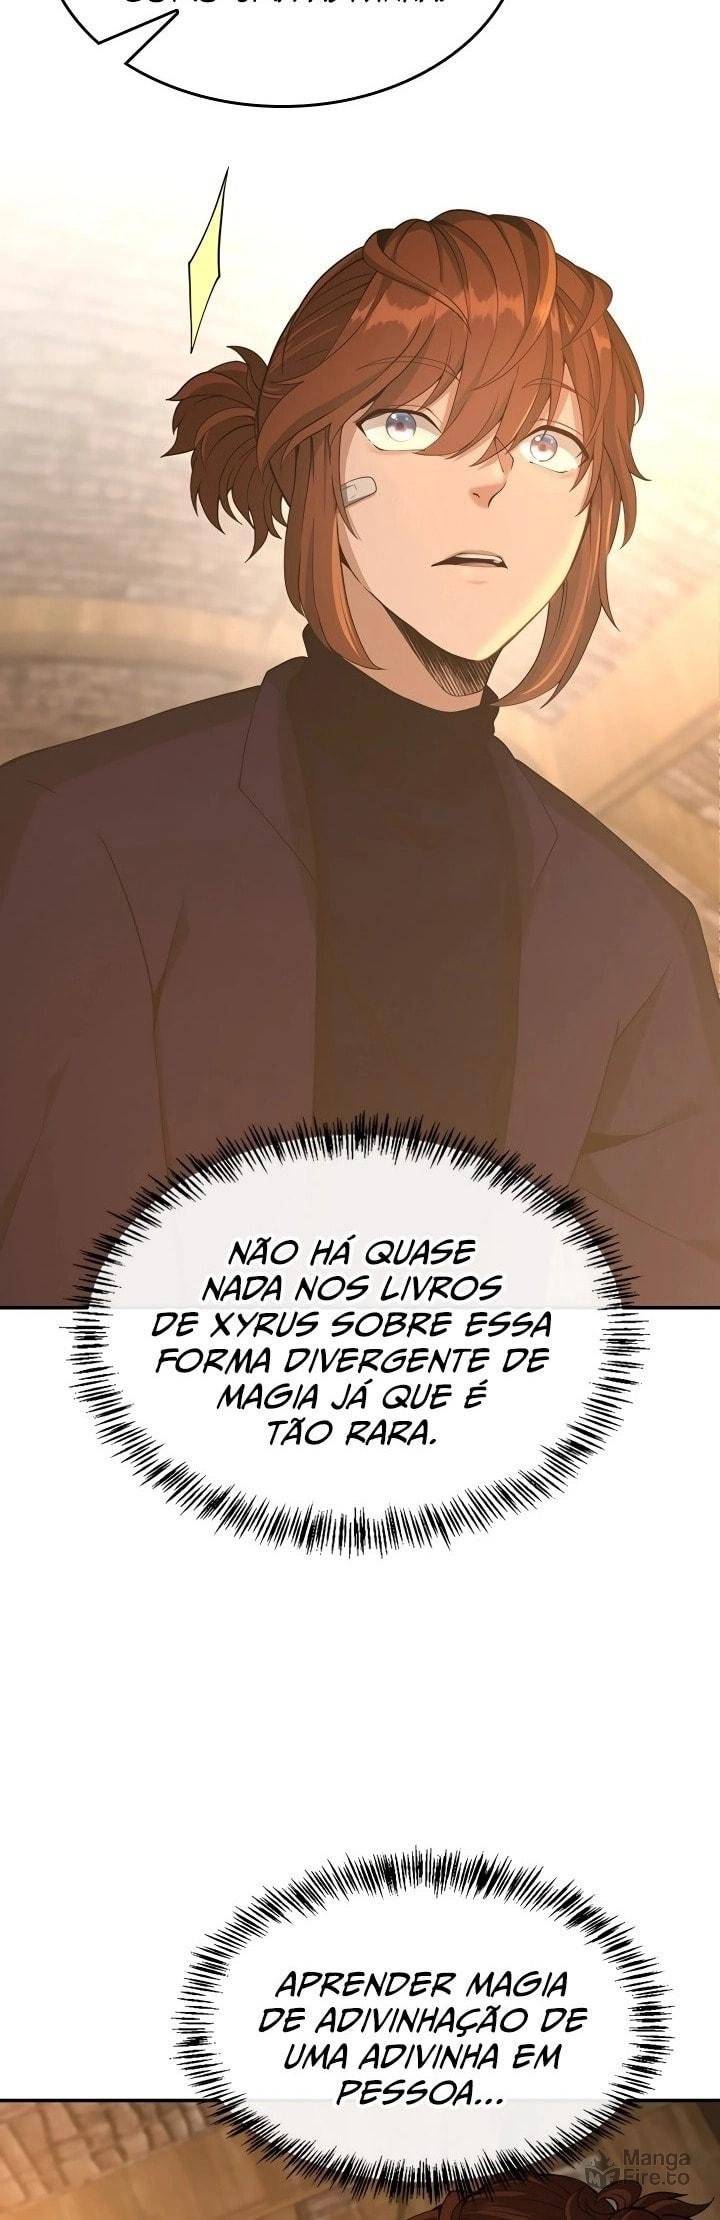 NÃO HÁ QUASE
NADA NOS LIVROS
DE XYRUS SOBRE ESSA
FORMA DIVERGENTE DE
MAGIA JÁ QUE É
TÃO RARA.
APRENDER MAGIA
DE ADIVINHAÇÃO DE
UMA ADIVINHA EM
PESSOA...
Manga
Fire.to